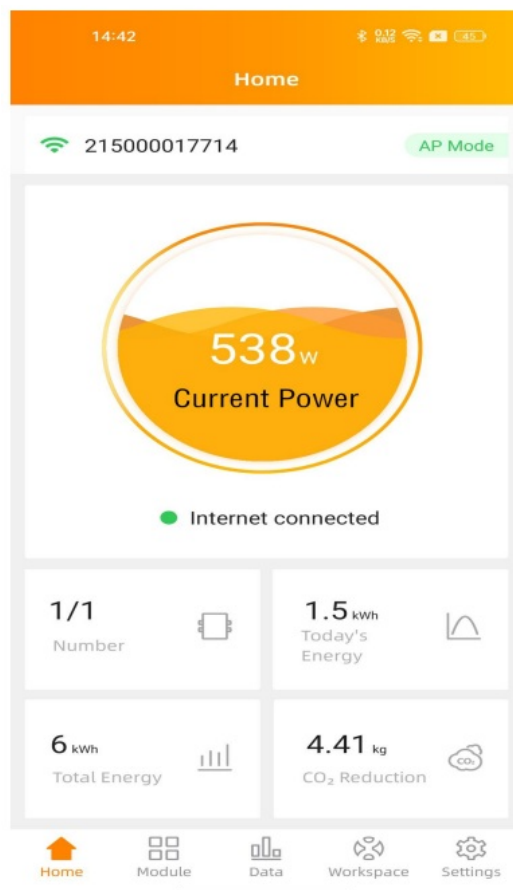 14:42 0.12 KB/S 45
Home
215000017714 AP Mode
538w
Current Power
Internet connected
1/1
Number
1.5 kWh
Today's
Energy
6 kWh
Total Energy
4.41 kg
CO₂ Reduction
CO₂
Home Module Data Workspace Settings